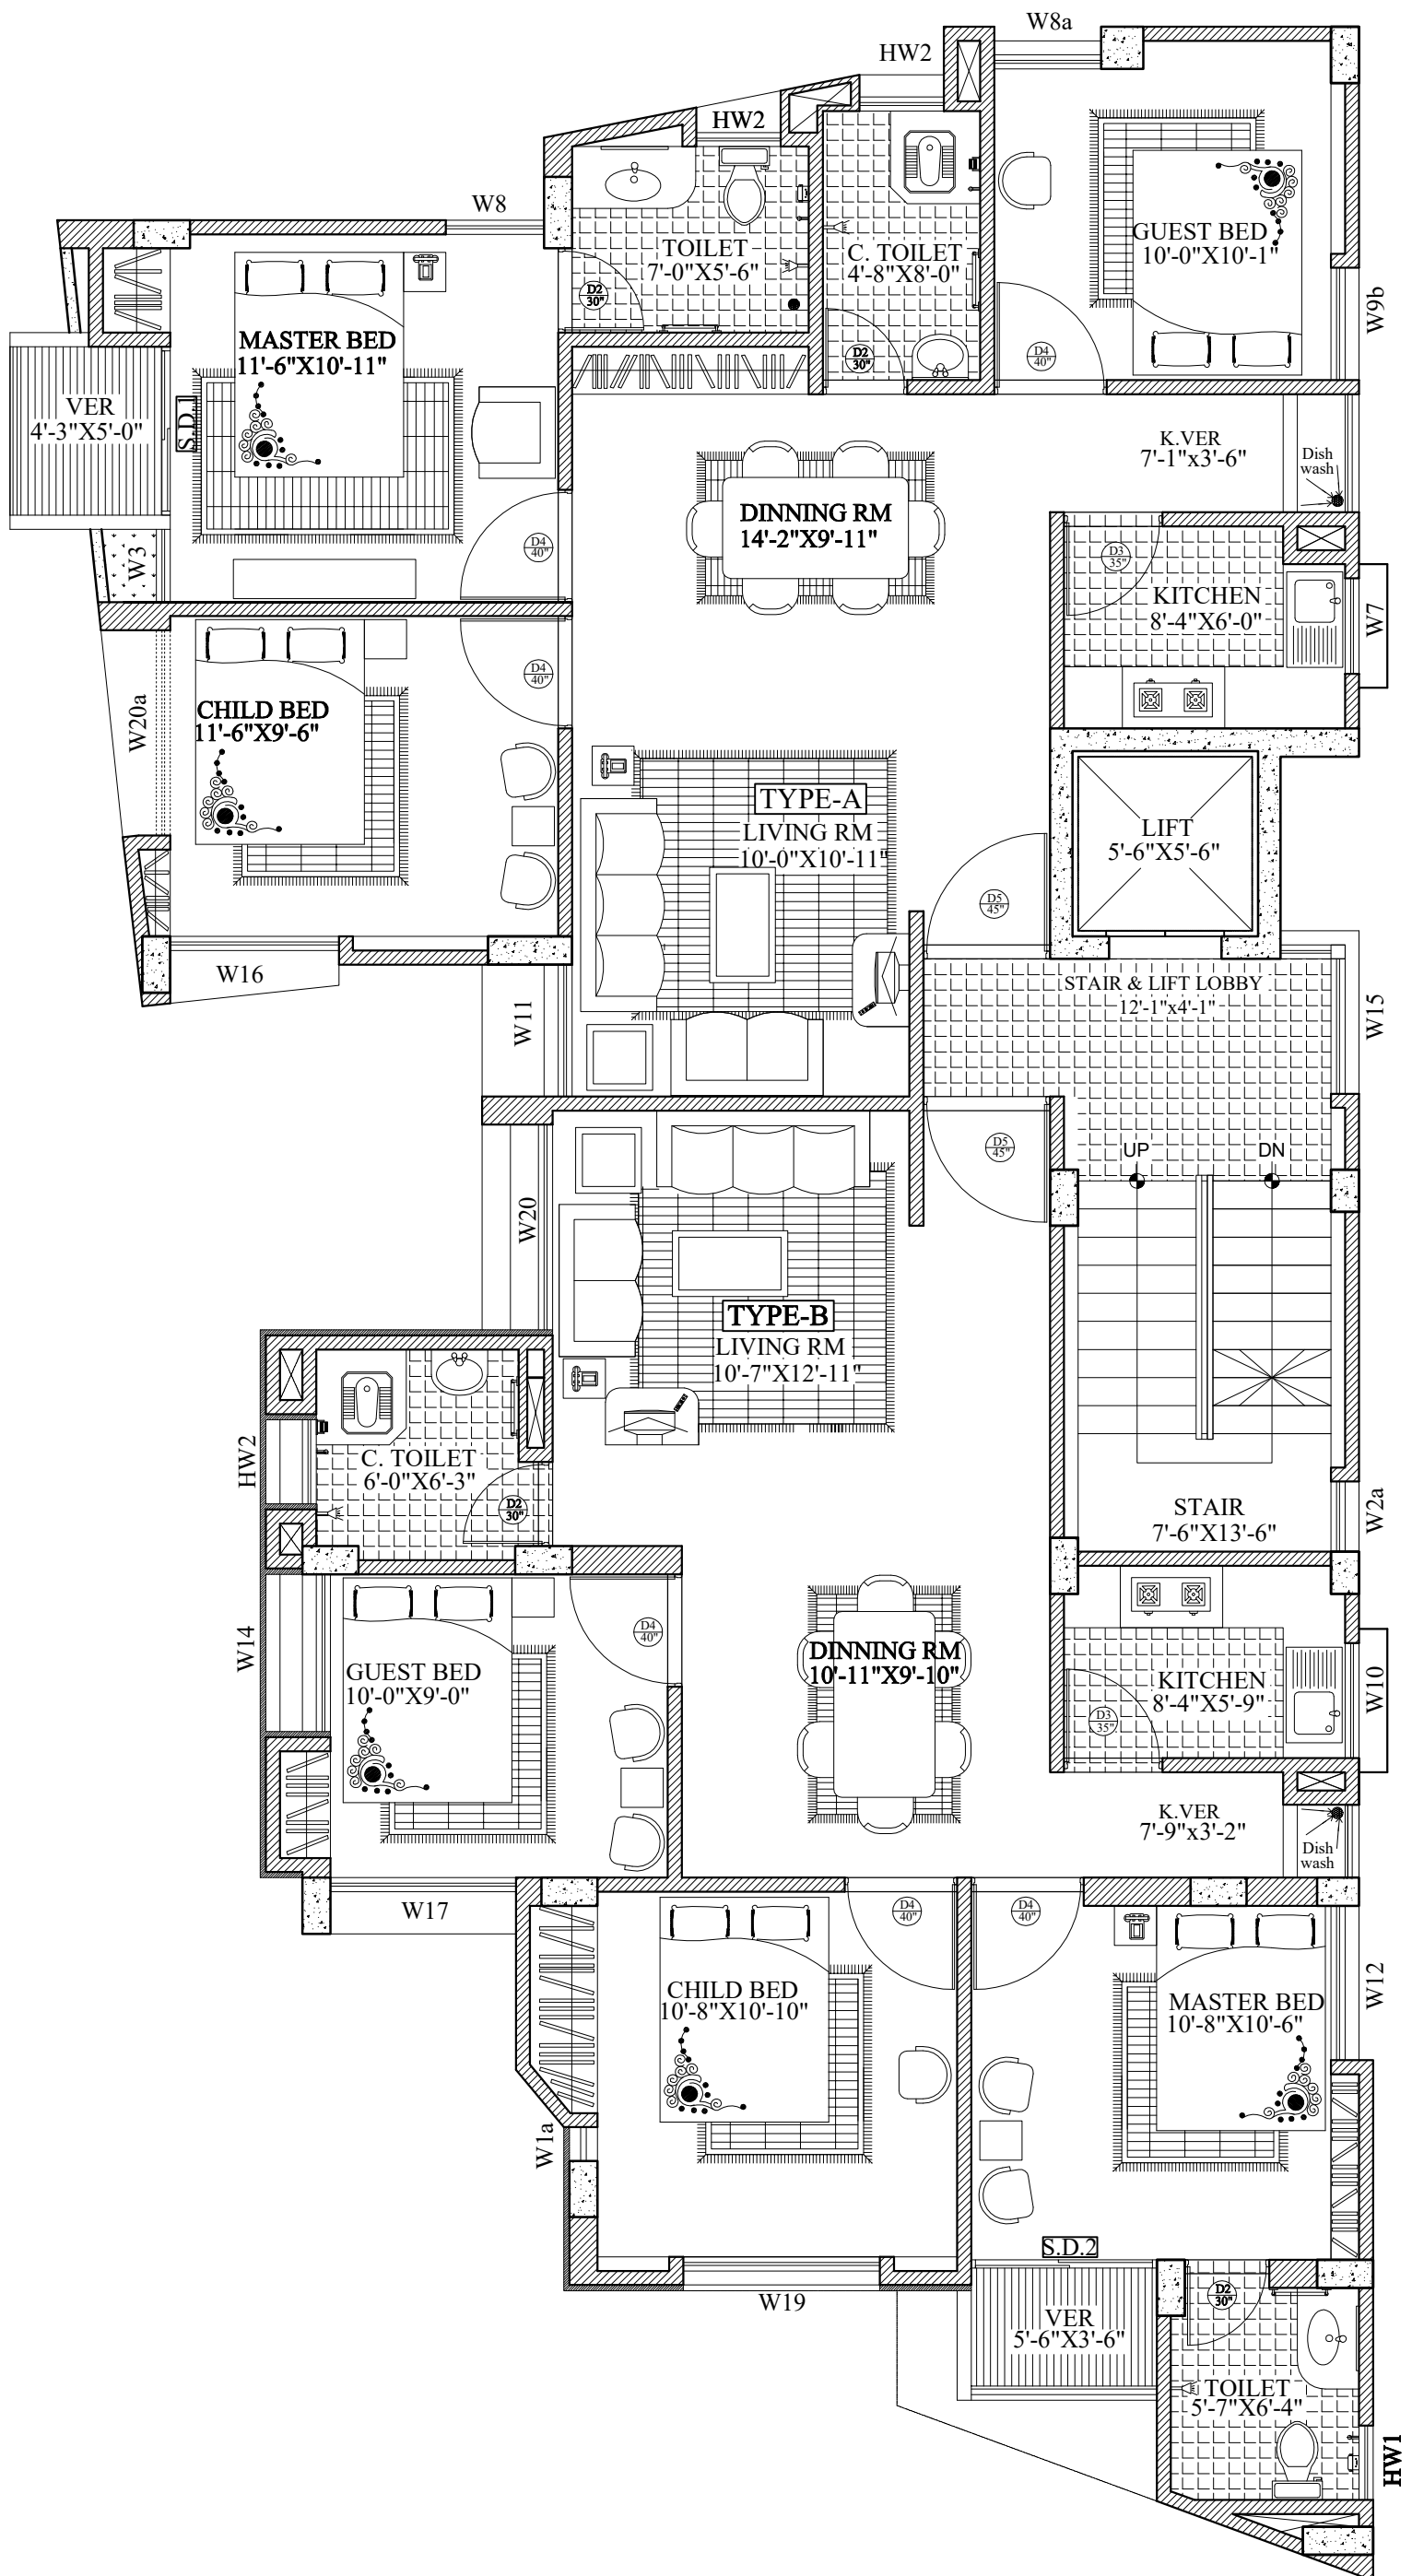 W8a
HW2
HW2
W8
TOILET
7'-0"X5'-6"
C. TOILET
4'-8"X8'-0"
GUEST BED
10'-0"X10'-1"
W9b
D2
30"
D2
30"
D4
40"
MASTER BED
11'-6"X10'-11"
VER
4'-3"X5'-0"
S.D.1
K.VER
7'-1"x3'-6"
Dish
wash
DINNING RM
14'-2"X9'-11"
W3
D4
40"
D3
35"
KITCHEN
8'-4"X6'-0"
W7
D4
40"
W20a
CHILD BED
11'-6"X9'-6"
TYPE-A
LIVING RM
10'-0"X10'-11"
LIFT
5'-6"X5'-6"
D5
45"
W16
W11
STAIR & LIFT LOBBY
12'-1"x4'-1"
W15
D5
45"
UP
DN
W20
TYPE-B
LIVING RM
10'-7"X12'-11"
HW2
C. TOILET
6'-0"X6'-3"
D2
30"
STAIR
7'-6"X13'-6"
W2a
W14
D4
40"
GUEST BED
10'-0"X9'-0"
DINNING RM
10'-11"X9'-10"
KITCHEN
8'-4"X5'-9"
D3
35"
W10
K.VER
7'-9"x3'-2"
Dish
wash
W17
D4
40"
D4
40"
CHILD BED
10'-8"X10'-10"
MASTER BED
10'-8"X10'-6"
W12
W1a
S.D.2
W19
VER
5'-6"X3'-6"
D2
30"
TOILET
5'-7"X6'-4"
HW1